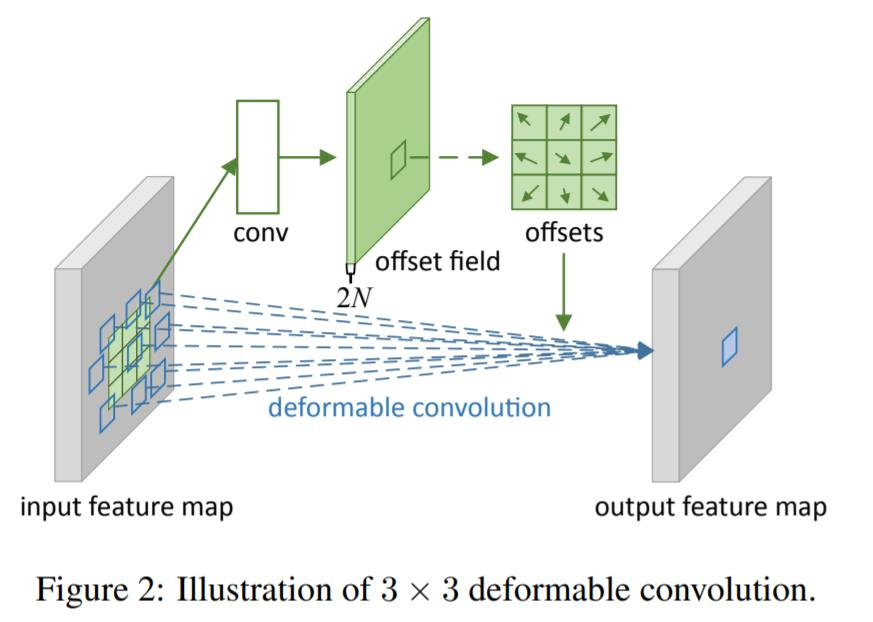 conv
offset field
2N
offsets
deformable convolution
input feature map
output feature map
Figure 2: Illustration of 3 × 3 deformable convolution.